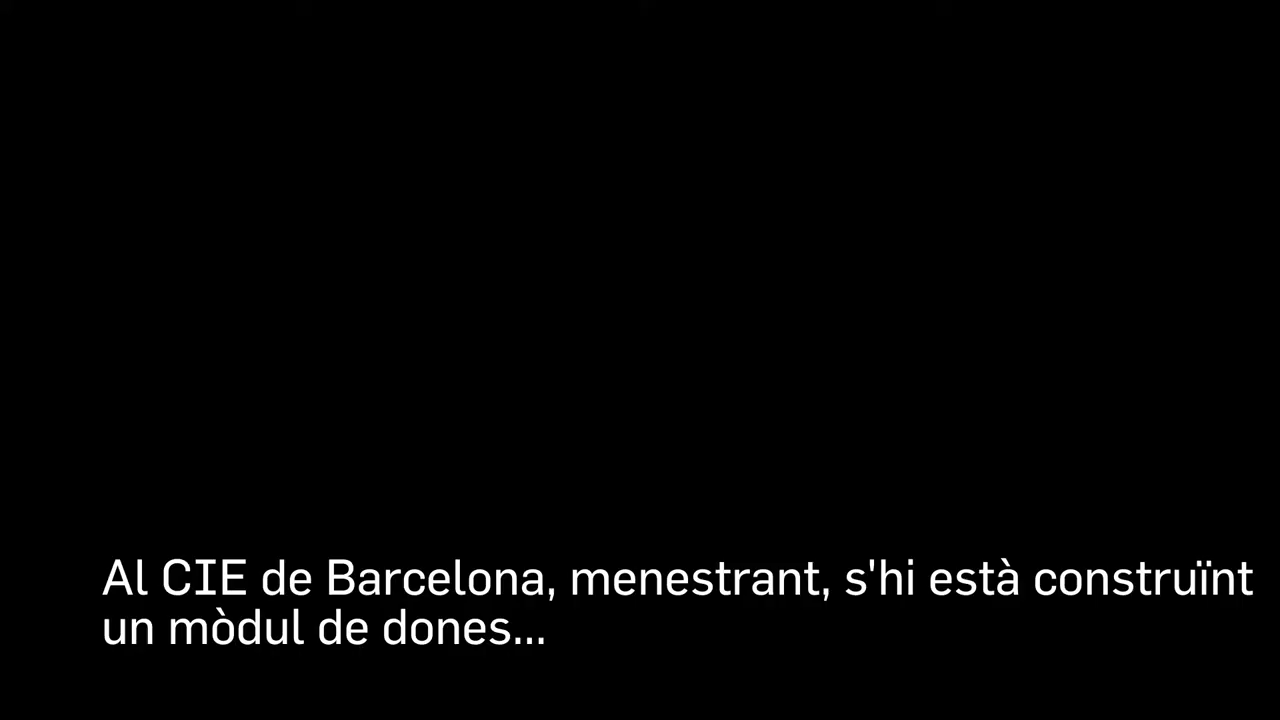 Al CIE de Barcelona, menestrant, s'hi està construïnt
un mòdul de dones...